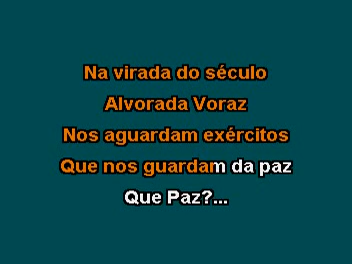 Na virada do século
Alvorada Voraz
Nos aguardam exércitos
Que nos guardam da paz
Que Paz?...